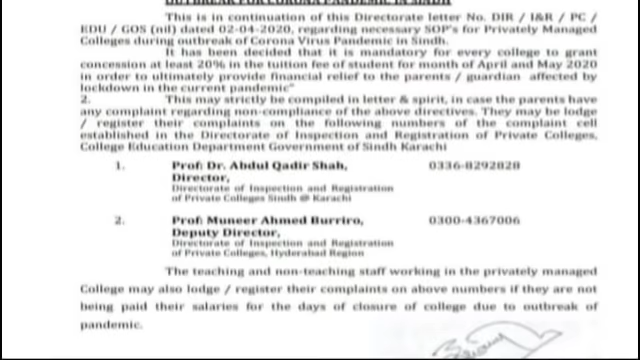 OUTBREAK FOR CORONA PANDEMIC IN SINDH
This is in continuation of this Directorate letter No. DIR / I&R / PC /
EDU / GOS (nil) dated 02-04-2020, regarding necessary SOP's for Privately Managed
Colleges during outbreak of Corona Virus Pandemic in Sindh.
It has been decided that it is mandatory for every college to grant
concession at least 20% in the tuition fee of student for month of April and May 2020
in order to ultimately provide financial relief to the parents / guardian affected by
lockdown in the current pandemic"
2. This may strictly be compiled in letter & spirit, in case the parents have
any complaint regarding non-compliance of the above directives. They may be lodge
/ register their complaints on the following numbers of the complaint cell
established in the Directorate of Inspection and Registration of Private Colleges,
College Education Department Government of Sindh Karachi
1. Prof: Dr. Abdul Qadir Shah, 0336-8292828
Director,
Directorate of Inspection and Registration
of Private Colleges Sindh @ Karachi
2. Prof: Muneer Ahmed Burriro, 0300-4367006
Deputy Director,
Directorate of Inspection and Registration
of Private Colleges, Hyderabad Region
The teaching and non-teaching staff working in the privately managed
College may also lodge / register their complaints on above numbers if they are not
being paid their salaries for the days of closure of college due to outbreak of
pandemic.